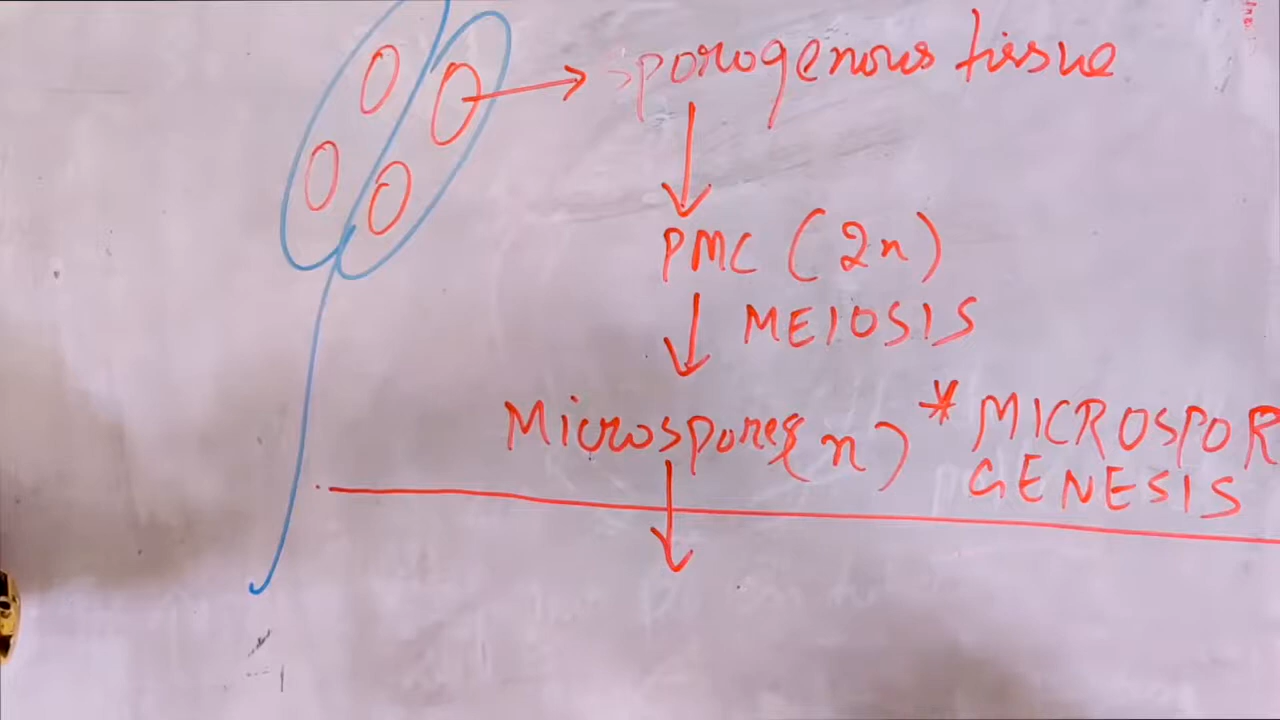 sporogenous tissue
PMC (2n)
MEIOSIS
Microspores(n)
* MICROSPOR
GENESIS